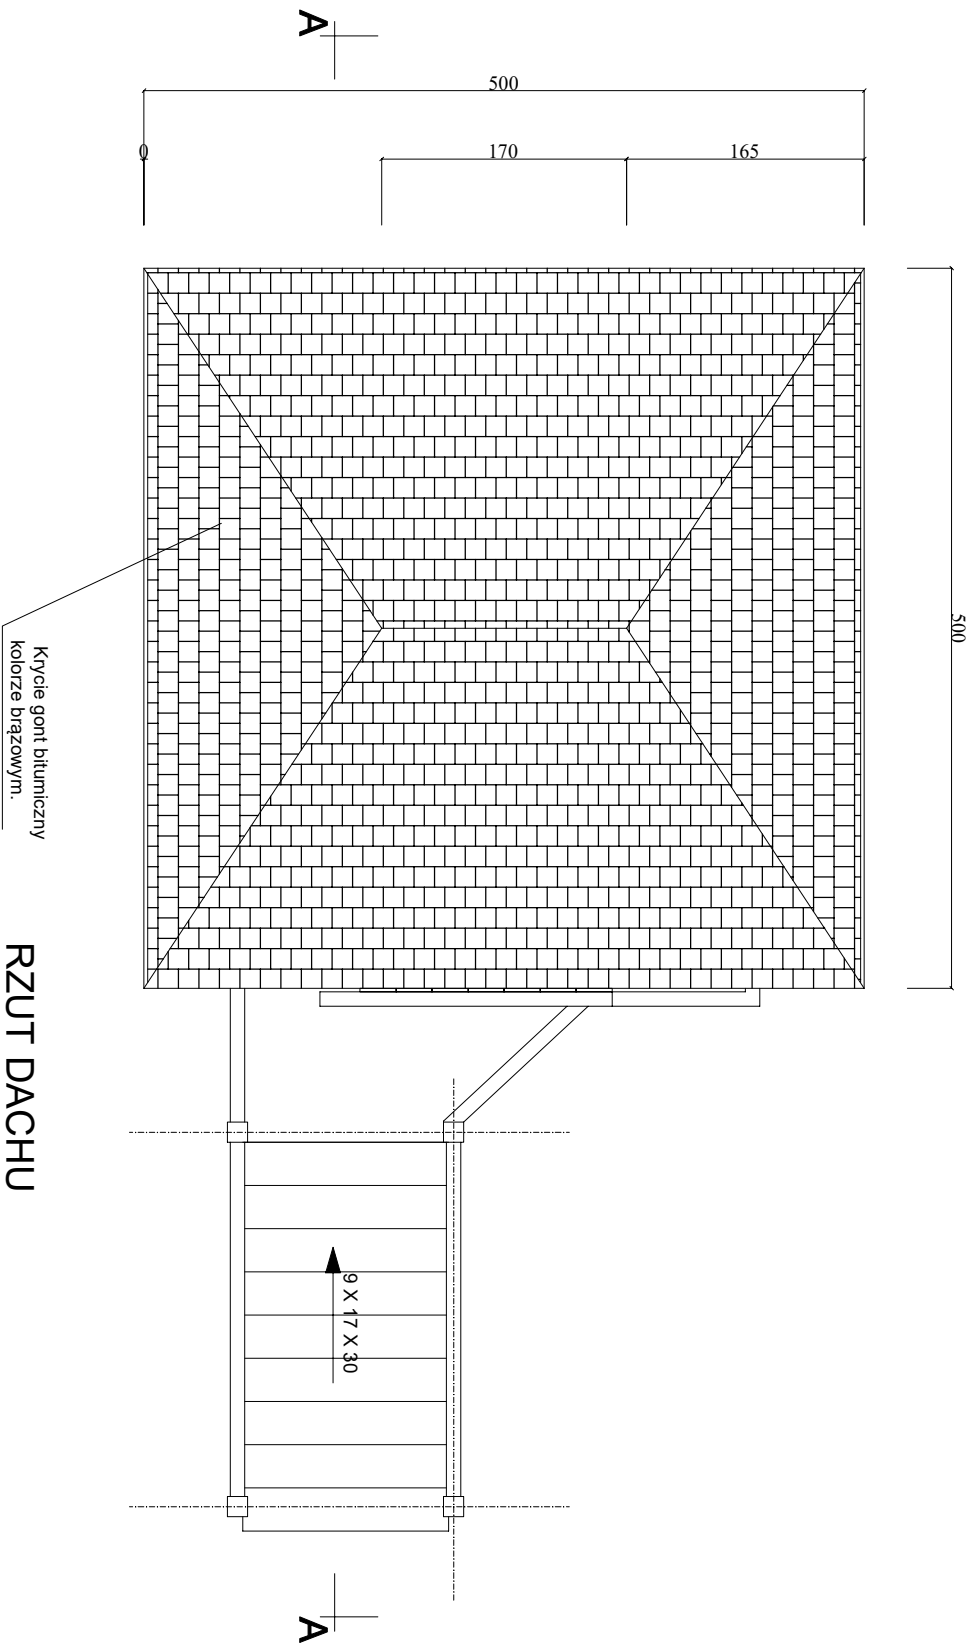 A
500
0
170
165
500
Krycie gont bitumiczny
kolorze brązowym.
RZUT DACHU
9 X 17 X 30
A